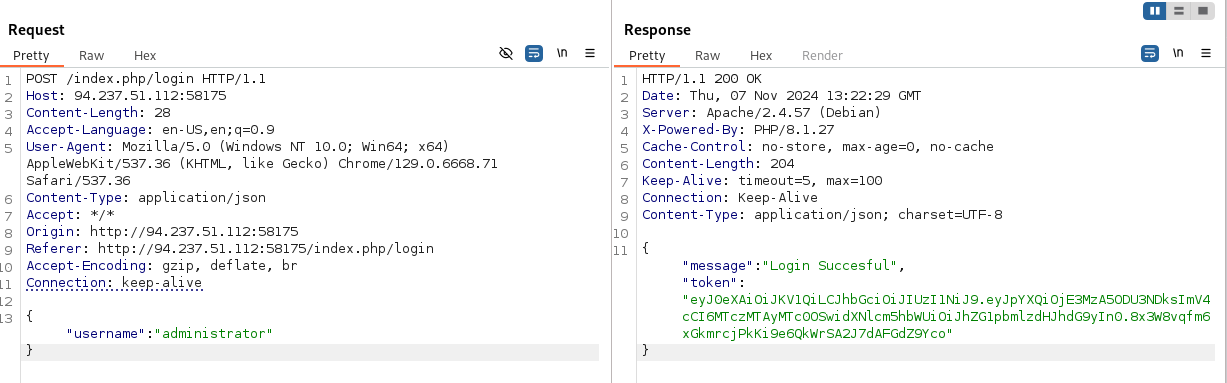 Request
Pretty Raw Hex \n
1 POST /index.php/login HTTP/1.1
2 Host: 94.237.51.112:58175
3 Content-Length: 28
4 Accept-Language: en-US,en;q=0.9
5 User-Agent: Mozilla/5.0 (Windows NT 10.0; Win64; x64)
AppleWebKit/537.36 (KHTML, like Gecko) Chrome/129.0.6668.71
Safari/537.36
6 Content-Type: application/json
7 Accept: */*
8 Origin: http://94.237.51.112:58175
9 Referer: http://94.237.51.112:58175/index.php/login
10 Accept-Encoding: gzip, deflate, br
11 Connection: keep-alive
12
13 {
"username":"administrator"
}
Response
Pretty Raw Hex Render \n
1 HTTP/1.1 200 OK
2 Date: Thu, 07 Nov 2024 13:22:29 GMT
3 Server: Apache/2.4.57 (Debian)
4 X-Powered-By: PHP/8.1.27
5 Cache-Control: no-store, max-age=0, no-cache
6 Content-Length: 204
7 Keep-Alive: timeout=5, max=100
8 Connection: Keep-Alive
9 Content-Type: application/json; charset=UTF-8
10
11 {
"message":"Login Succesful",
"token":
"eyJ0eXAiOiJKV1QiLCJhbGciOiJIUzI1NiJ9.eyJpYXQiOjE3MzA5ODU3NDksImV4
cCI6MTczMTAyMTc0OSwidXNlcm5hbWUiOiJhZG1pbmlzdHJhdG9yIn0.8x3W8vqfm6
xGkmrcjPkKi9e6QkWrSA2J7dAFGdZ9Yco"
}